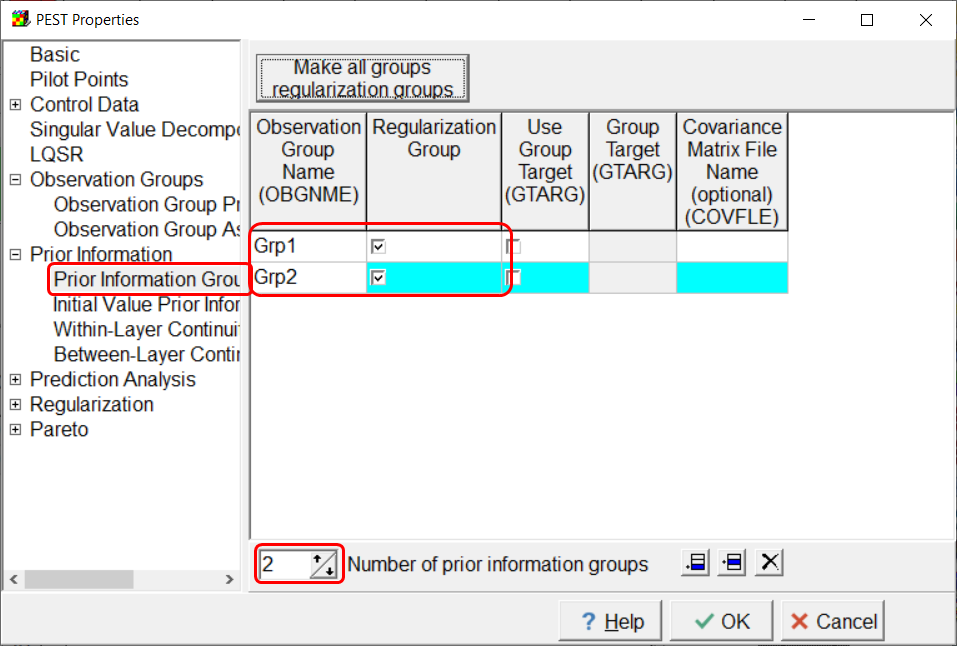 PEST Properties
Basic
Pilot Points
Control Data
Singular Value Decompo
LQSR
Observation Groups
Observation Group Pr
Observation Group As
Prior Information
Prior Information Grou
Initial Value Prior Infor
Within-Layer Continui
Between-Layer Contin
Prediction Analysis
Regularization
Pareto
Make all groups
regularization groups
Observation
Group
Name
(OBGNME)
Regularization
Group
Use
Group
Target
(GTARG)
Group
Target
(GTARG)
Covariance
Matrix File
Name
(optional)
(COVFLE)
Grp1
Grp2
2 Number of prior information groups
? Help
OK
Cancel